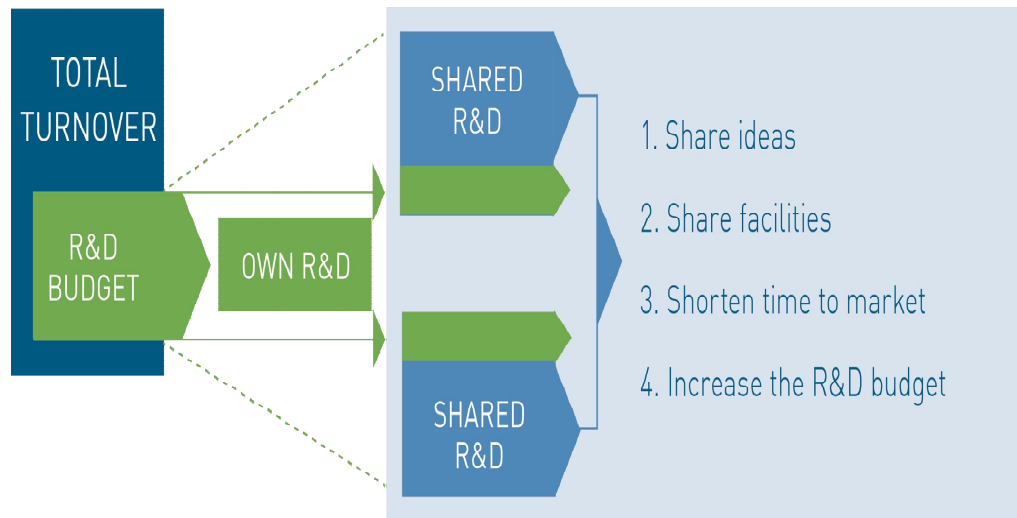 TOTAL
TURNOVER
R&D
BUDGET
OWN R&D
SHARED
R&D
SHARED
R&D
1. Share ideas
2. Share facilities
3. Shorten time to market
4. Increase the R&D budget